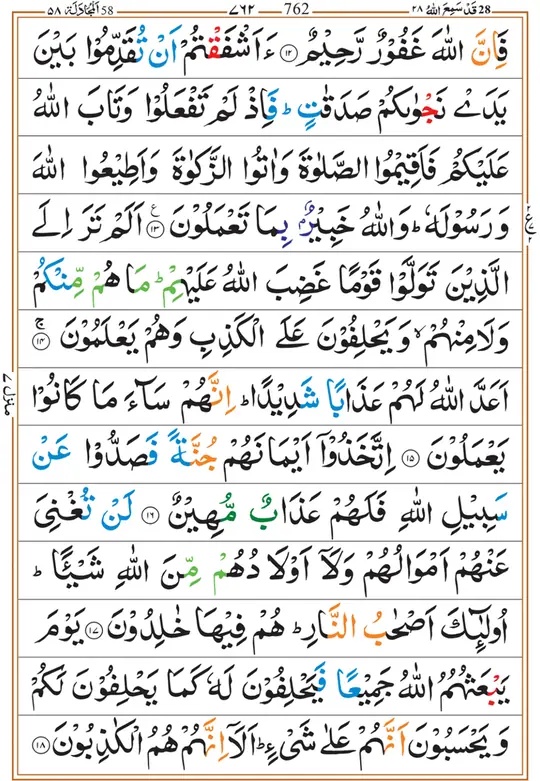 المجادلة 58 ٥٨ 762 ٧٦٢ قد سمع الله 28 ٢٨
فَاِنَّ اللّٰهَ غَفُوْرٌ رَّحِيْمٌ ۝١٢ ءَاَشْفَقْتُمْ اَنْ تُقَدِّمُوْا بَيْنَ
يَدَيْ نَجْوٰىكُمْ صَدَقٰتٍ ؕ فَاِذْ لَمْ تَفْعَلُوْا وَتَابَ اللّٰهُ
عَلَيْكُمْ فَاَقِيْمُوا الصَّلٰوةَ وَاٰتُوا الزَّكٰوةَ وَاَطِيْعُوا اللّٰهَ
وَرَسُوْلَهٗ ؕ وَاللّٰهُ خَبِيْرٌۢ بِمَا تَعْمَلُوْنَ ۝١٣ ع اَلَمْ تَرَ اِلَى
الَّذِيْنَ تَوَلَّوْا قَوْمًا غَضِبَ اللّٰهُ عَلَيْهِمْ ؕ مَا هُمْ مِّنْكُمْ
وَلَا مِنْهُمْ ۙ وَيَحْلِفُوْنَ عَلَى الْكَذِبِ وَهُمْ يَعْلَمُوْنَ ۝١٤ ۚ
اَعَدَّ اللّٰهُ لَهُمْ عَذَابًا شَدِيْدًا ؕ اِنَّهُمْ سَآءَ مَا كَانُوْا
يَعْمَلُوْنَ ۝١٥ اِتَّخَذُوْۤا اَيْمَانَهُمْ جُنَّةً فَصَدُّوْا عَنْ
سَبِيْلِ اللّٰهِ فَلَهُمْ عَذَابٌ مُّهِيْنٌ ۝١٦ لَنْ تُغْنِيَ
عَنْهُمْ اَمْوَالُهُمْ وَلَاۤ اَوْلَادُهُمْ مِّنَ اللّٰهِ شَيْـًٔا ؕ
اُولٰٓئِكَ اَصْحٰبُ النَّارِ ؕ هُمْ فِيْهَا خٰلِدُوْنَ ۝١٧ يَوْمَ
يَبْعَثُهُمُ اللّٰهُ جَمِيْعًا فَيَحْلِفُوْنَ لَهٗ كَمَا يَحْلِفُوْنَ لَكُمْ
وَيَحْسَبُوْنَ اَنَّهُمْ عَلٰى شَيْءٍ ؕ اَلَاۤ اِنَّهُمْ هُمُ الْكٰذِبُوْنَ ۝١٨
منزل ٧